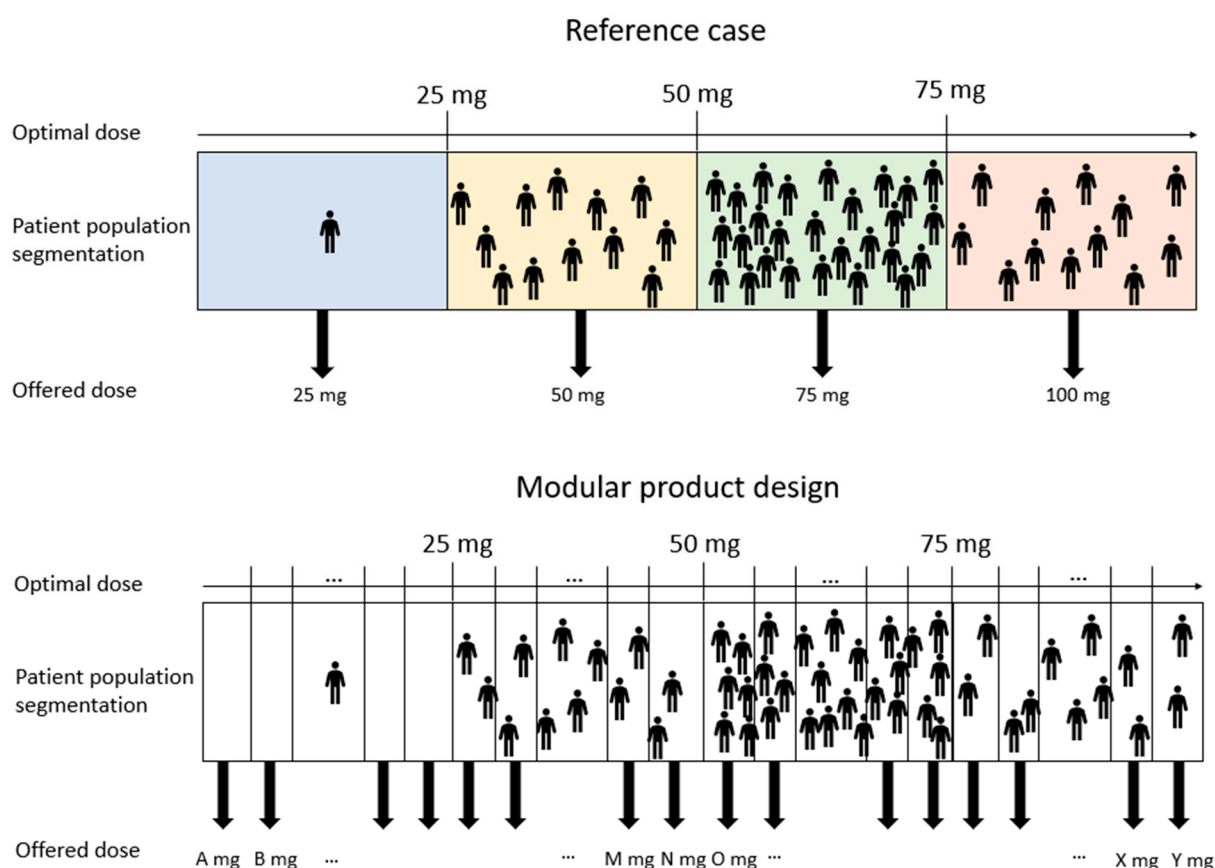 Reference case
25 mg 50 mg 75 mg
Optimal dose
Patient population
segmentation
Offered dose
25 mg 50 mg 75 mg 100 mg
Modular product design
25 mg 50 mg 75 mg
Optimal dose
... ... ... ...
Patient population
segmentation
Offered dose
A mg B mg ... ... M mg N mg O mg ... ... X mg Y mg